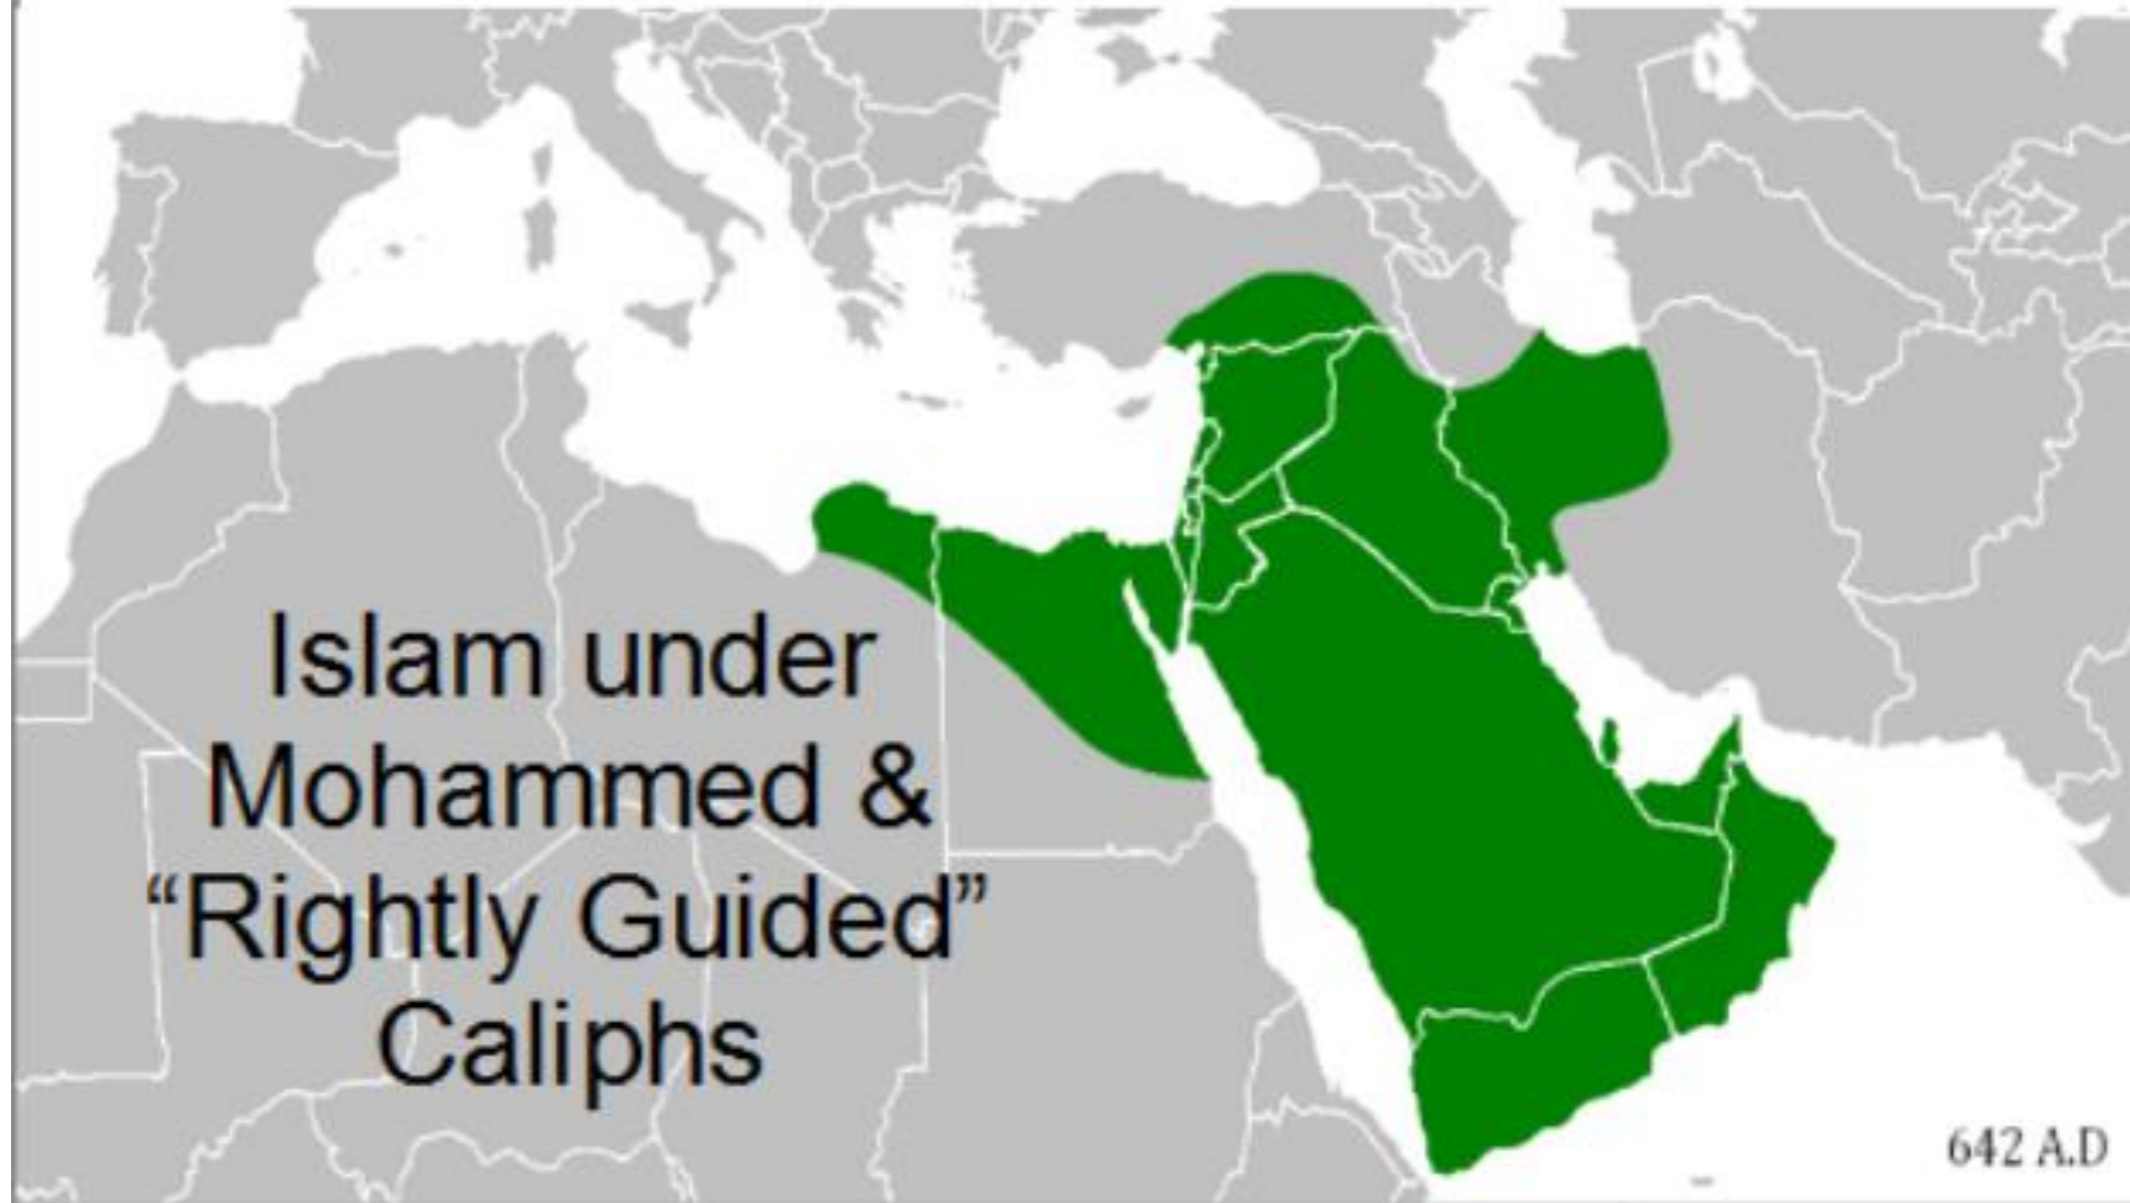 Islam under
Mohammed &
“Rightly Guided”
Caliphs
642 A.D